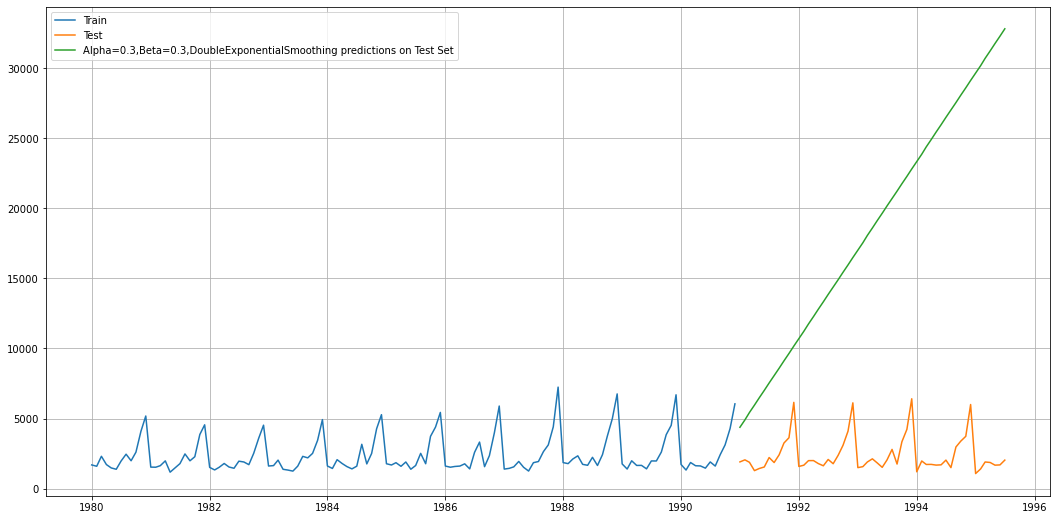 Train
Test
Alpha=0.3,Beta=0.3,DoubleExponentialSmoothing predictions on Test Set
30000
25000
20000
15000
10000
5000
0
1980 1982 1984 1986 1988 1990 1992 1994 1996